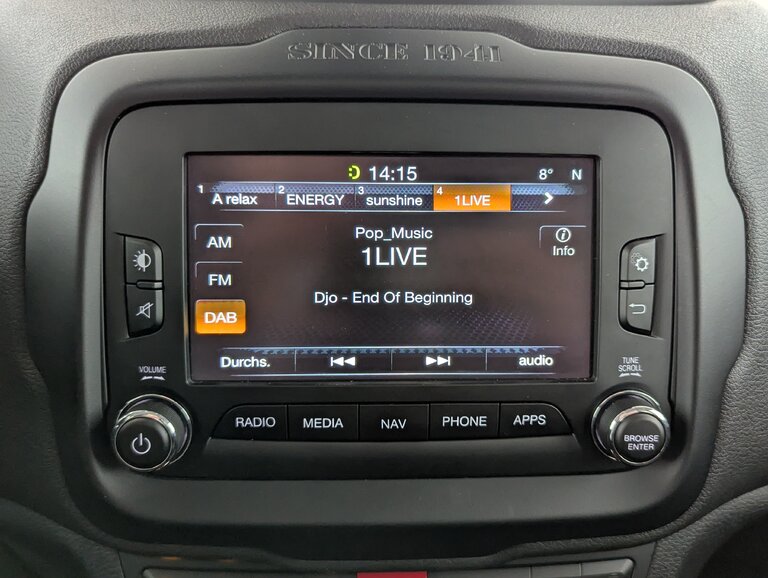 SINCE 1941
14:15 8° N
1 A relax 2 ENERGY 3 sunshine 4 1LIVE >
AM
Pop_Music
1LIVE
i Info
FM
Djo - End Of Beginning
DAB
Durchs. audio
VOLUME
TUNE
SCROLL
RADIO MEDIA NAV PHONE APPS
BROWSE
ENTER